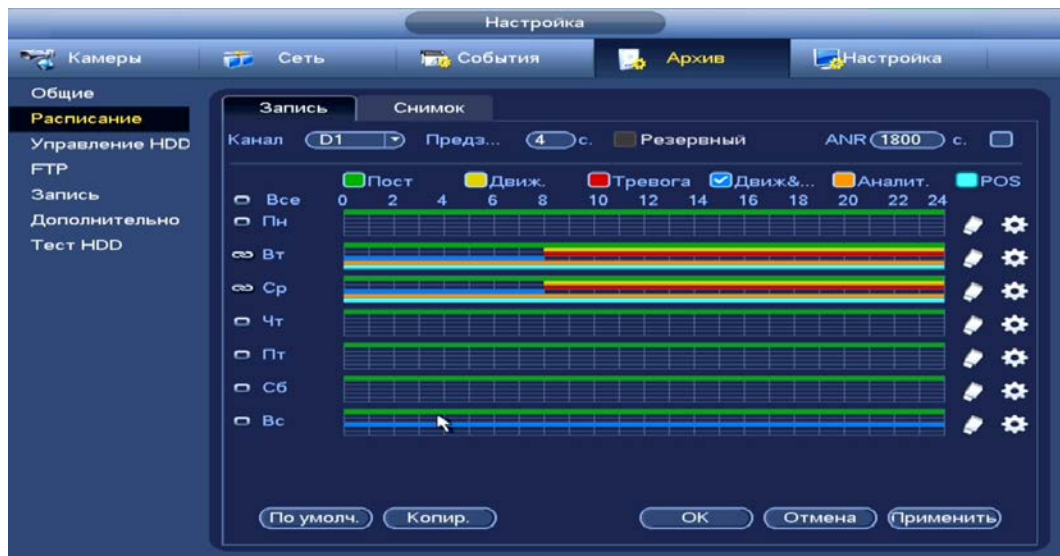 Настройка
Камеры Сеть События Архив Настройка
Общие
Расписание
Управление HDD
FTP
Запись
Дополнительно
Тест HDD
Запись Снимок
Канал D1 Предз... 4 с. Резервный ANR 1800 с.
Пост Движ. Тревога Движ&... Аналит. POS
Все 0 2 4 6 8 10 12 14 16 18 20 22 24
Пн
Вт
Ср
Чт
Пт
Сб
Вс
По умолч. Копир. OK Отмена Применить